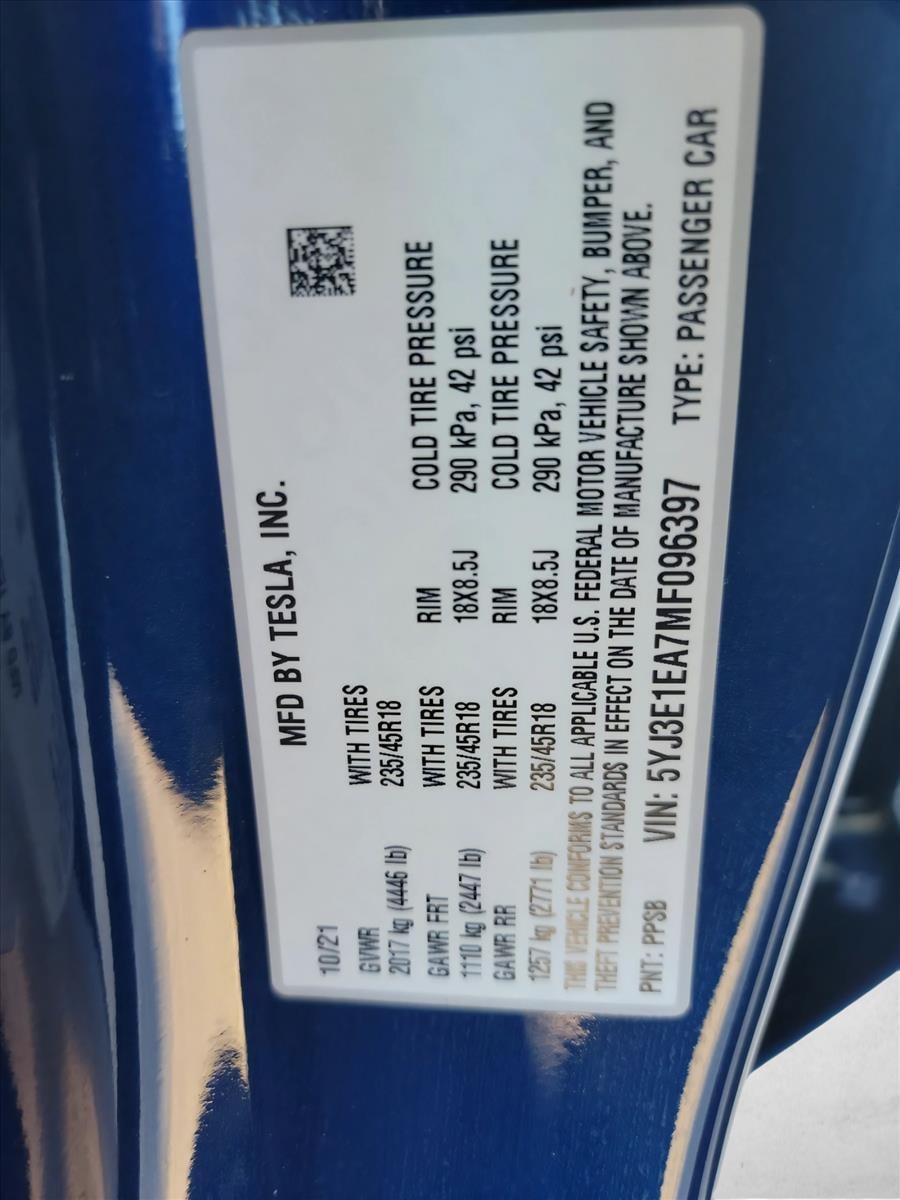 MFD BY TESLA, INC.
10/21
GVWR WITH TIRES
2017 kg (4446 lb) 235/45R18
GAWR FRT WITH TIRES RIM COLD TIRE PRESSURE
1110 kg (2447 lb) 235/45R18 18X8.5J 290 kPa, 42 psi
GAWR RR WITH TIRES RIM COLD TIRE PRESSURE
1257 kg (2771 lb) 235/45R18 18X8.5J 290 kPa, 42 psi
THIS VEHICLE CONFORMS TO ALL APPLICABLE U.S. FEDERAL MOTOR VEHICLE SAFETY, BUMPER, AND
THEFT PREVENTION STANDARDS IN EFFECT ON THE DATE OF MANUFACTURE SHOWN ABOVE.
PNT: PPSB VIN: 5YJ3E1EA7MF096397 TYPE: PASSENGER CAR